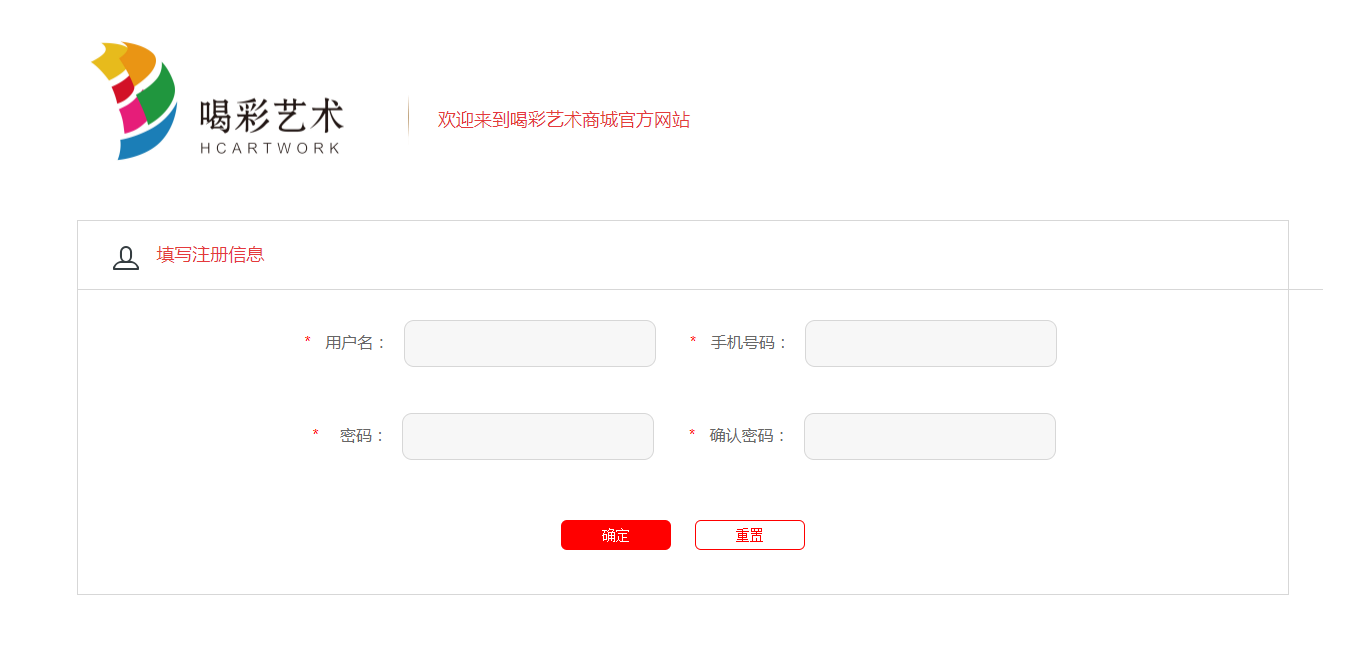 喝彩艺术
HCARTWORK
欢迎来到喝彩艺术商城官方网站
填写注册信息
* 用户名： * 手机号码：
* 密码： * 确认密码：
确定 重置